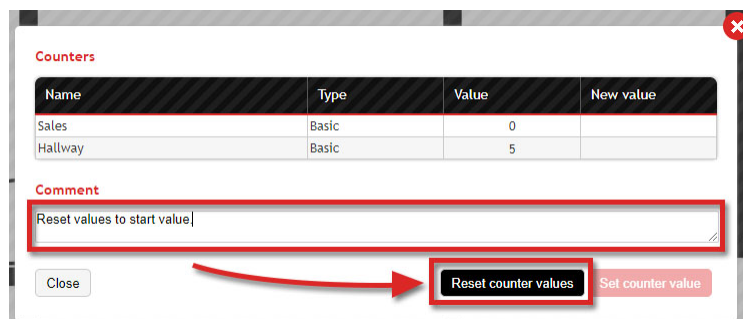 Counters
Name Type Value New value
Sales Basic 0
Hallway Basic 5
Comment
Reset values to start value.
Close Reset counter values Set counter value